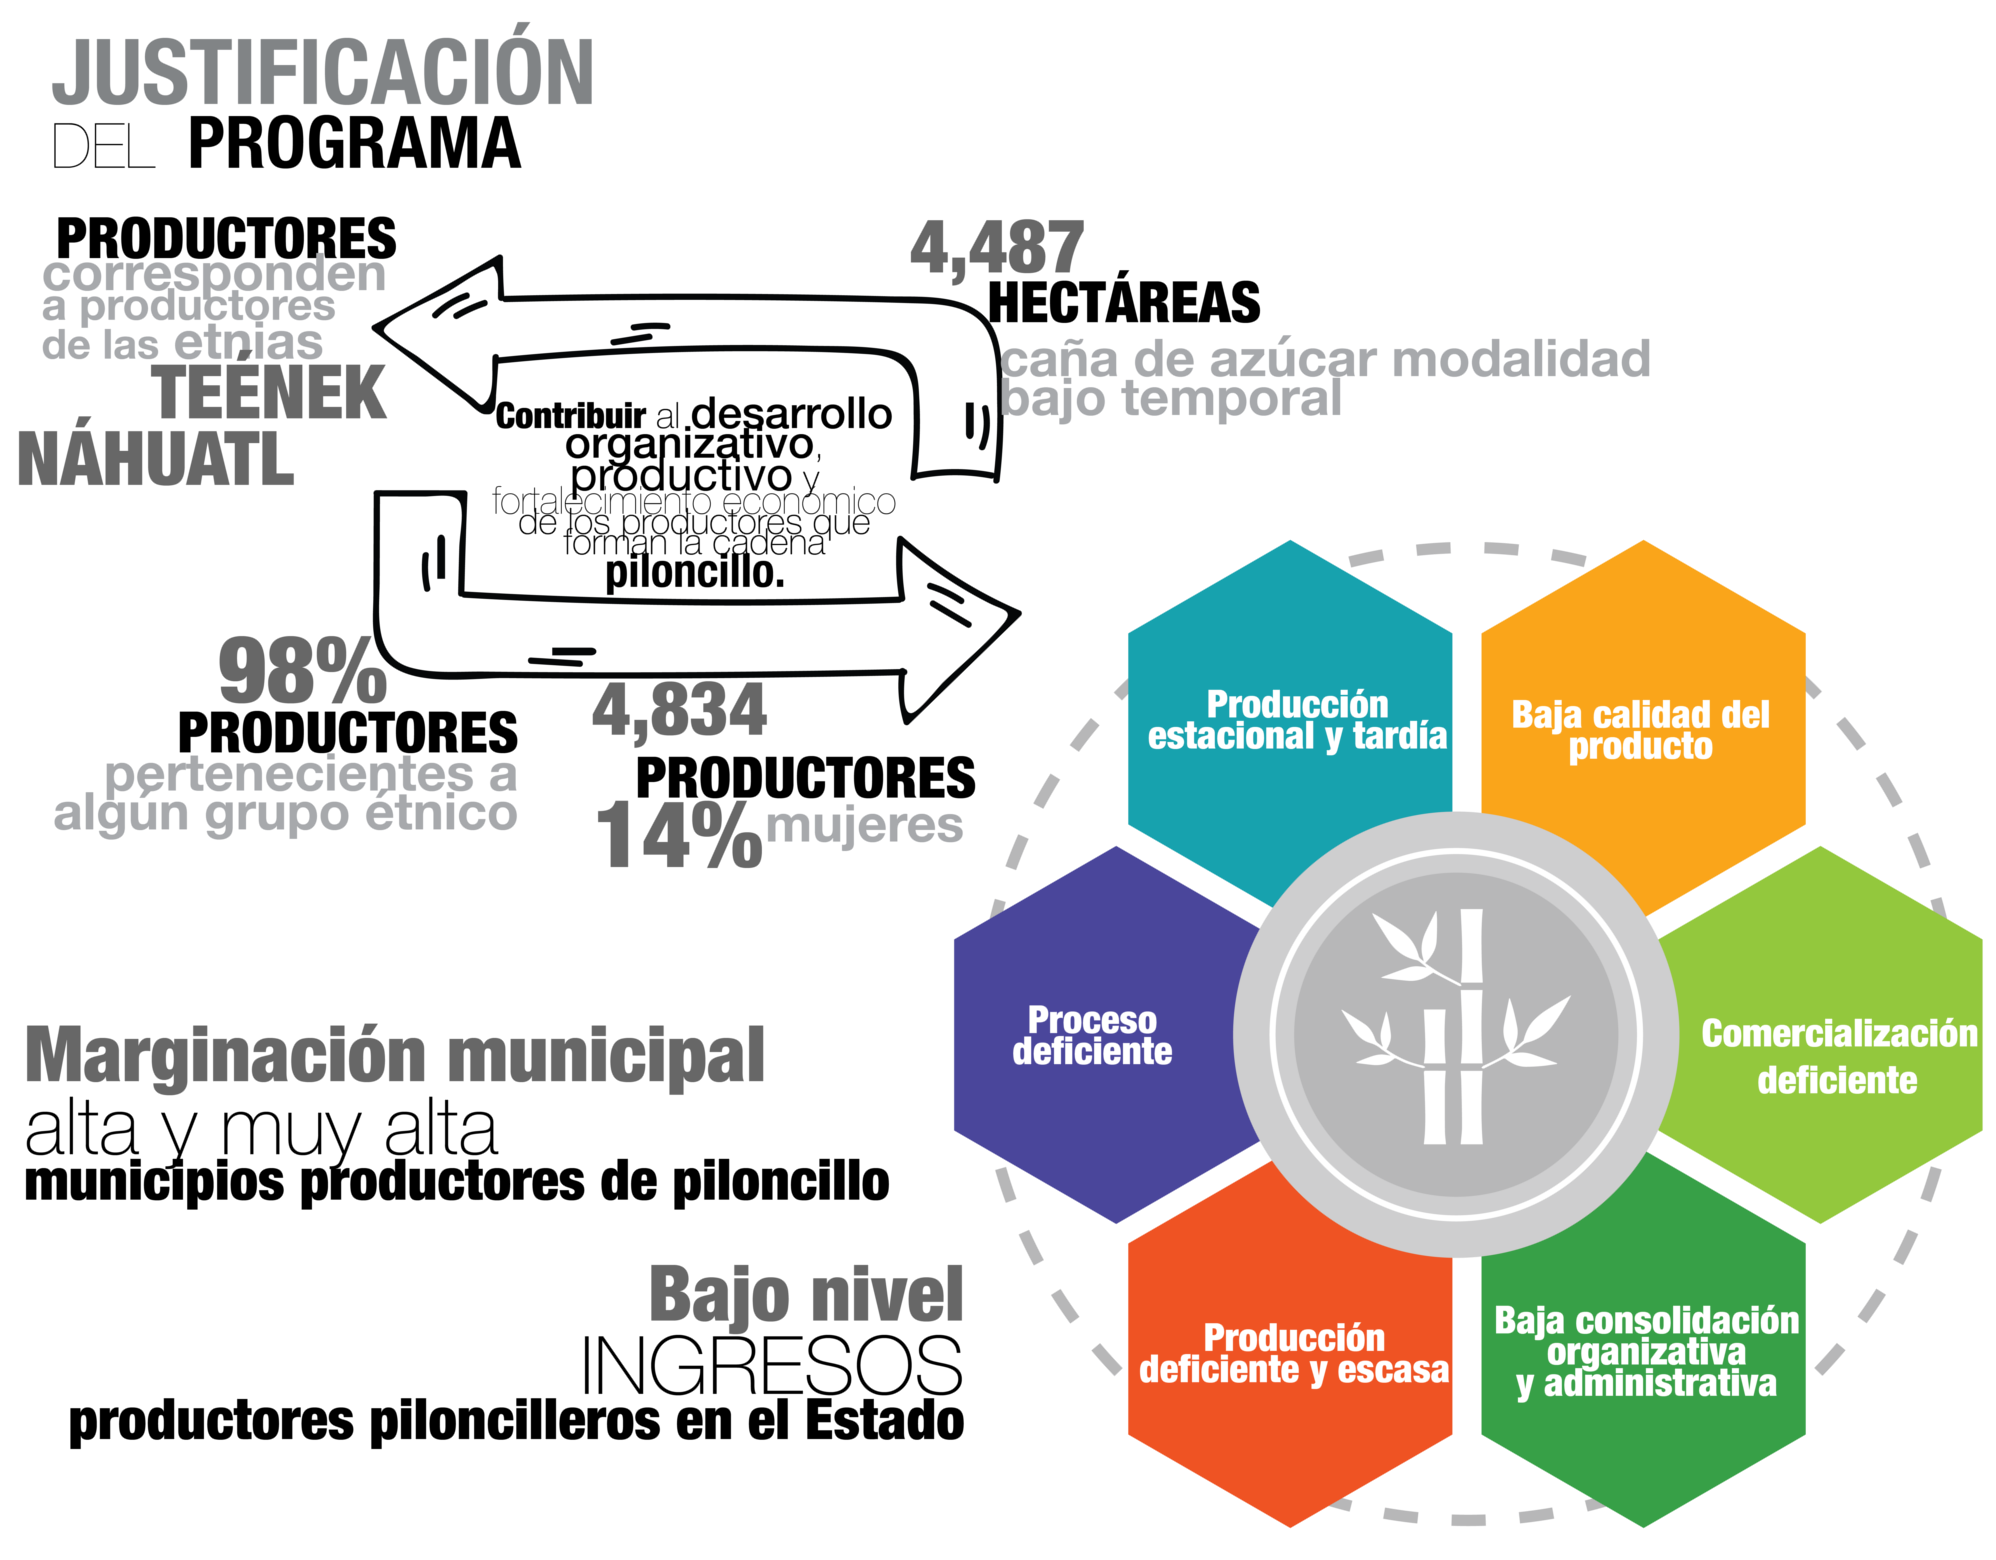 JUSTIFICACIÓN
DEL PROGRAMA
PRODUCTORES
corresponden
a productores
de las etnias
TEÉNEK
NÁHUATL
4,487
HECTÁREAS
caña de azúcar modalidad
bajo temporal
Contribuir al desarrollo
organizativo,
productivo y
fortalecimiento económico
de los productores que
forman la cadena
piloncillo.
98%
PRODUCTORES
pertenecientes a
algún grupo étnico
4,834
PRODUCTORES
14% mujeres
Marginación municipal
alta y muy alta
municipios productores de piloncillo
Bajo nivel
INGRESOS
productores piloncilleros en el Estado
Producción
estacional y tardía
Baja calidad del
producto
Proceso
deficiente
Comercialización
deficiente
Producción
deficiente y escasa
Baja consolidación
organizativa
y administrativa